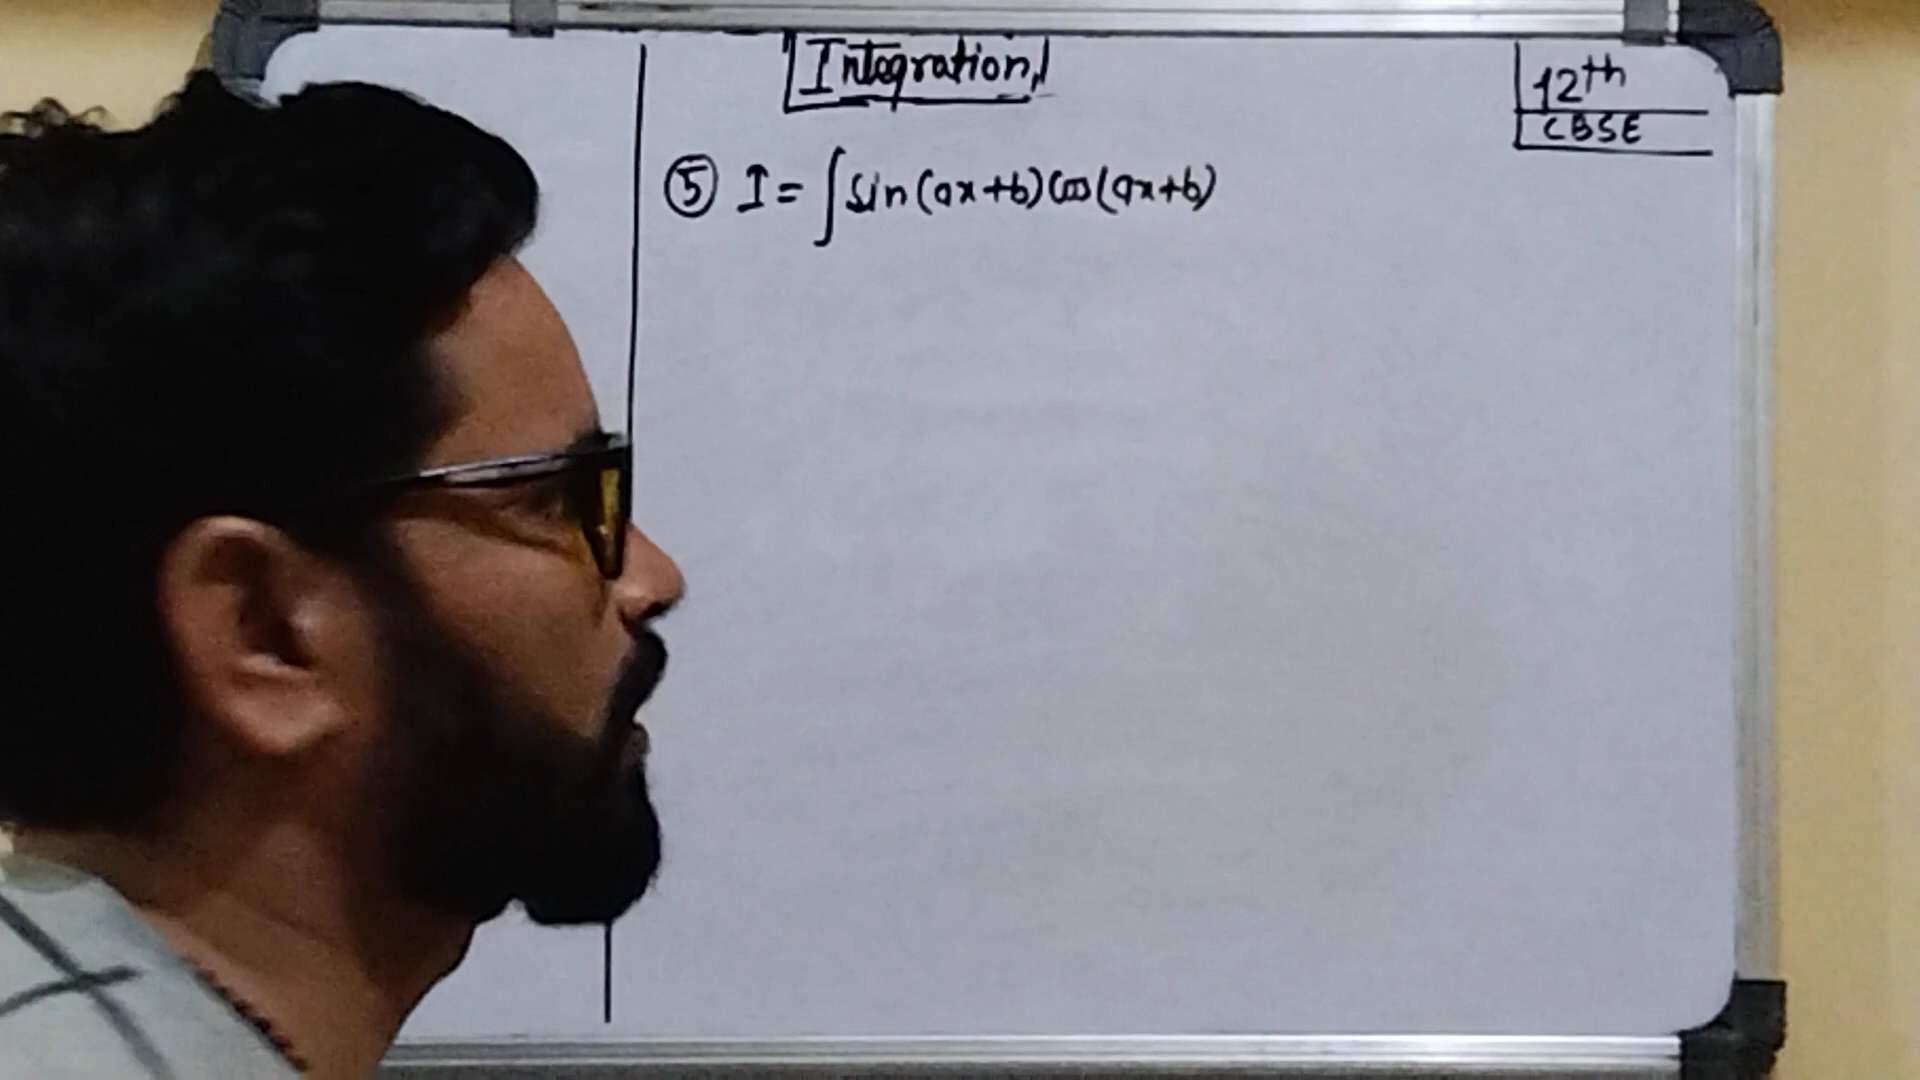 Integration
12th
CBSE
⑤ I = ∫ sin(ax+b) cos(ax+b)